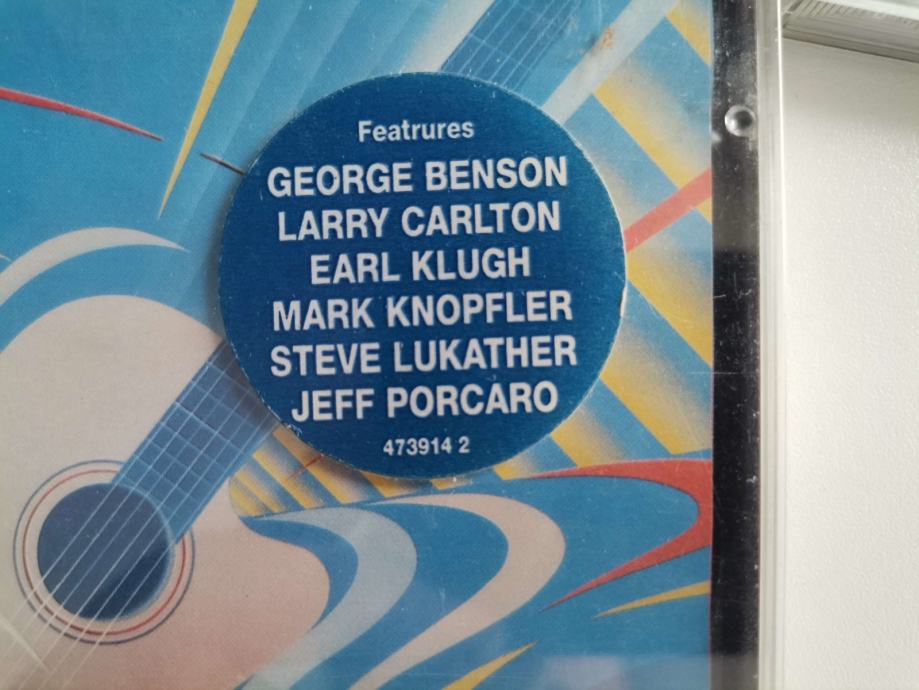 Featrures
GEORGE BENSON
LARRY CARLTON
EARL KLUGH
MARK KNOPFLER
STEVE LUKATHER
JEFF PORCARO
473914 2